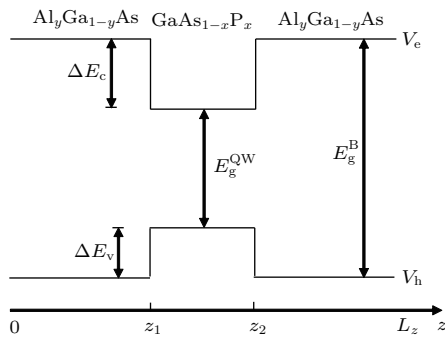 Al_yGa_{1−y}As GaAs_{1−x}P_x Al_yGa_{1−y}As
V_e
ΔE_c
E_g^{QW} E_g^B
ΔE_v
V_h
0 z_1 z_2 L_z z